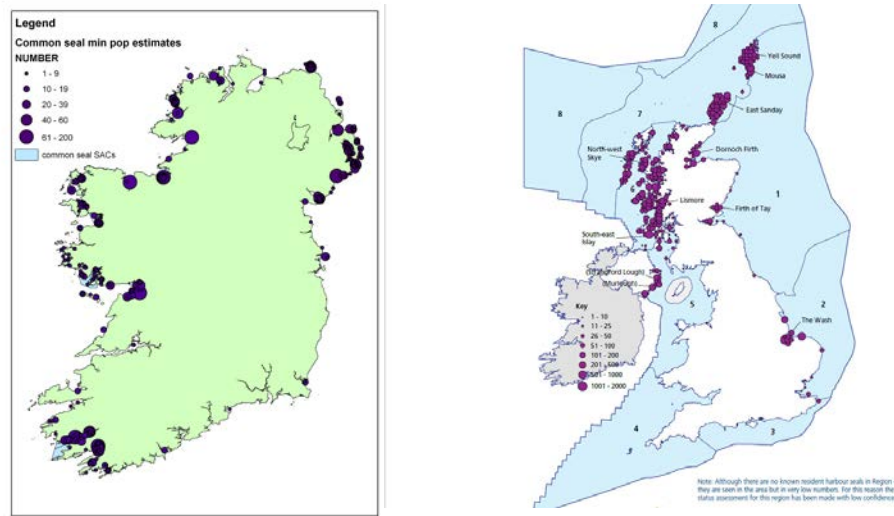 Legend
Common seal min pop estimates
NUMBER
1 - 9
10 - 19
20 - 39
40 - 60
61 - 200
common seal SACs
8
Yell Sound
Mousa
8
7
East Sanday
North-west
Skye
Dornoch Firth
6
1
Lismore
Firth of Tay
South-east
Islay
(Strangford Lough)
(Murlough)
5
2
The Wash
Key
1 - 10
11 - 25
26 - 50
51 - 100
101 - 200
201 - 500
501 - 1000
1001 - 2000
4
3
Note: Although there are no known resident harbour seals in Region
they are seen in the area but in very low numbers. For this reason the
status assessment for this region has been made with low confidence